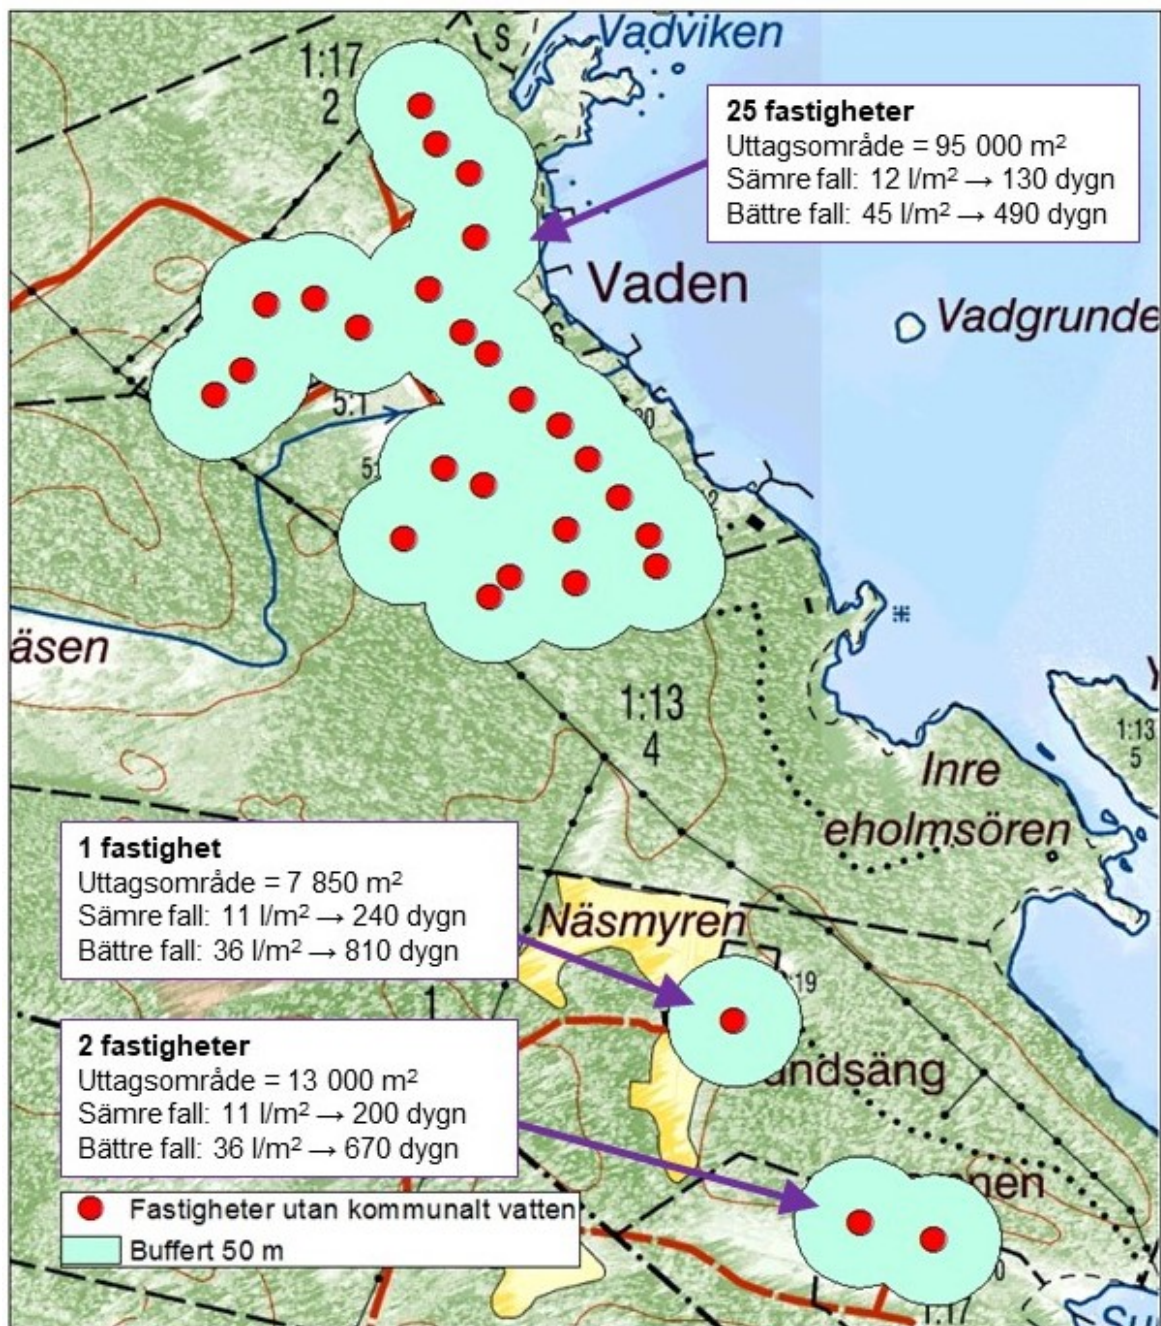 Vadviken
S
1:17
2
25 fastigheter
Uttagsområde = 95 000 m²
Sämre fall: 12 l/m² → 130 dygn
Bättre fall: 45 l/m² → 490 dygn
Vaden
Vadgrunde
5:1
äsen
1:13
4
1:13
5
Inre
eholmsören
1 fastighet
Uttagsområde = 7 850 m²
Sämre fall: 11 l/m² → 240 dygn
Bättre fall: 36 l/m² → 810 dygn
Näsmyren
:19
1
undsäng
2 fastigheter
Uttagsområde = 13 000 m²
Sämre fall: 11 l/m² → 200 dygn
Bättre fall: 36 l/m² → 670 dygn
nen
Fastigheter utan kommunalt vatten
Buffert 50 m
1:17